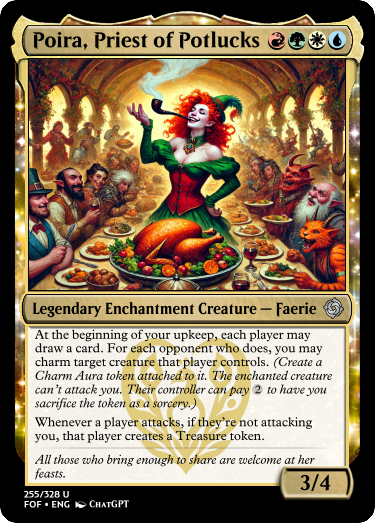 Poira, Priest of Potlucks
Legendary Enchantment Creature — Faerie
At the beginning of your upkeep, each player may
draw a card. For each opponent who does, you may
charm target creature that player controls. (Create a
Charm Aura token attached to it. The enchanted creature
can't attack you. Their controller can pay 2 to have you
sacrifice the token as a sorcery.)
Whenever a player attacks, if they're not attacking
you, that player creates a Treasure token.
All those who bring enough to share are welcome at her
feasts.
3/4
255/328 U
FOF • ENG ChatGPT